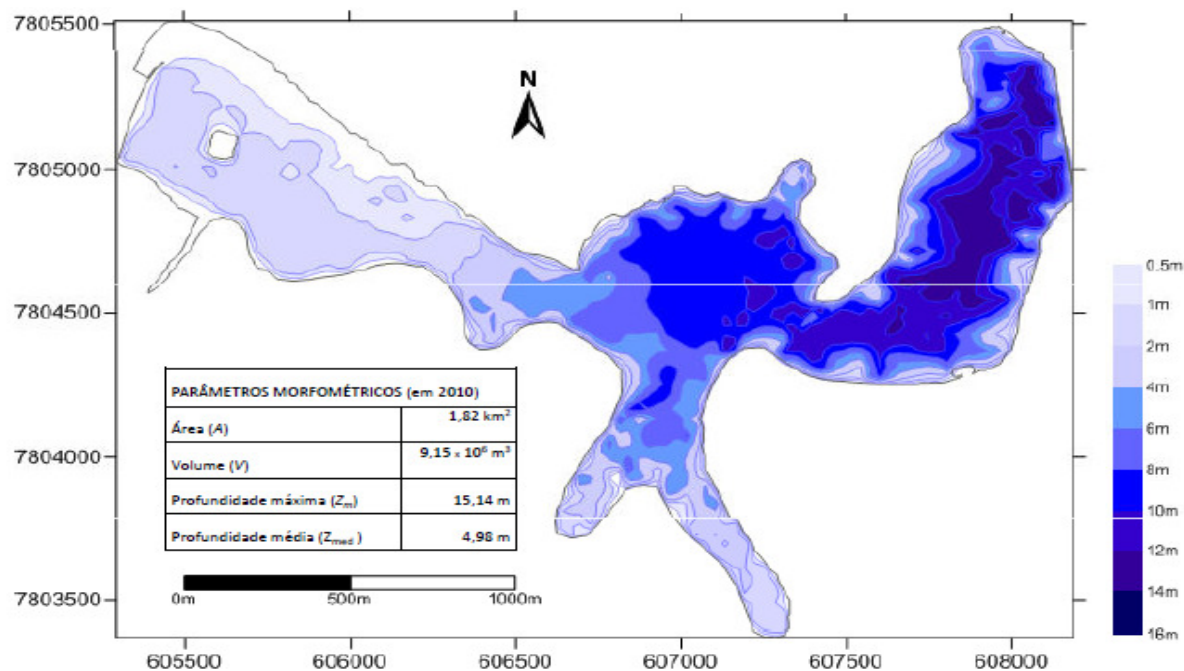 7805500
N
7805000
7804500
7804000
7803500
PARÂMETROS MORFOMÉTRICOS (em 2010)
Área (A) 1,82 km²
Volume (V) 9,15 x 10⁶ m³
Profundidade máxima (Zₘ) 15,14 m
Profundidade média (Zmed ) 4,98 m
0m 500m 1000m
605500 606000 606500 607000 607500 608000
0.5m
1m
2m
4m
6m
8m
10m
12m
14m
16m